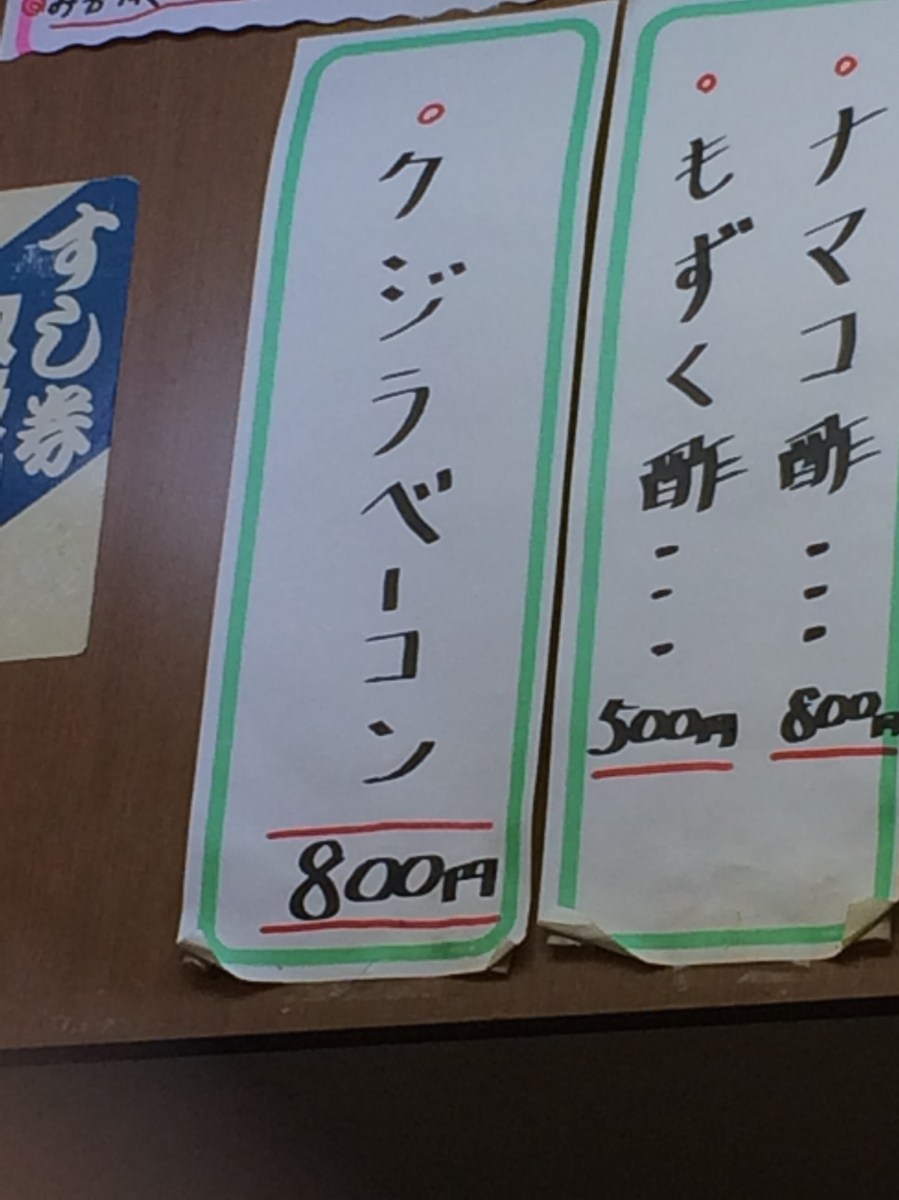 ナマコ酢・・・800円
もずく酢・・・500円
クジラベーコン
800円
すし券